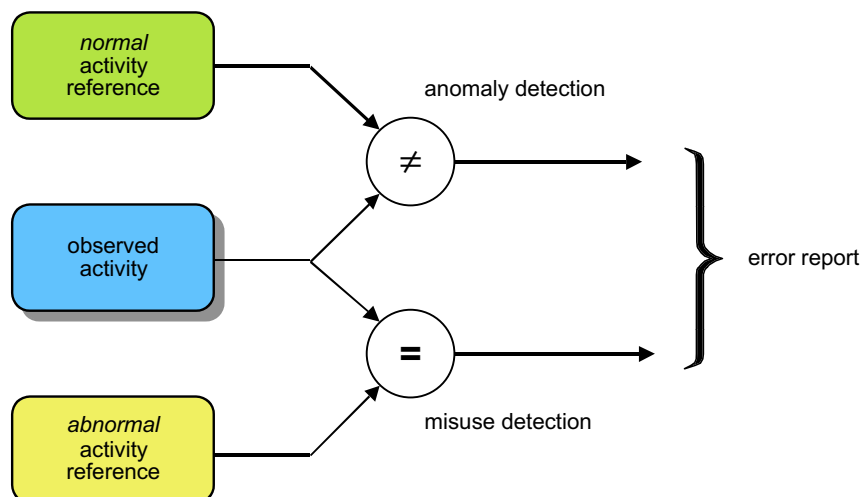 normal
activity
reference
anomaly detection
≠
observed
activity
error report
=
misuse detection
abnormal
activity
reference